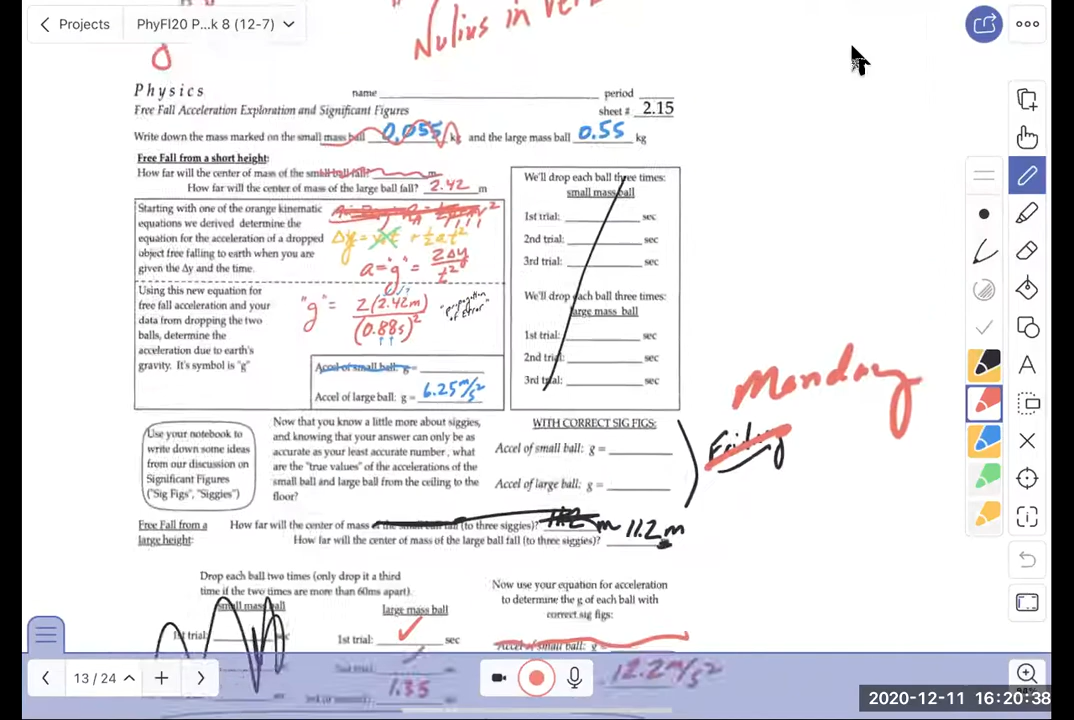 Projects
PhyFI20 P...k 8 (12-7)
Nulius in verb
g
Physics
name
period
Free Fall Acceleration Exploration and Significant Figures
sheet # 2.15
Write down the mass marked on the small mass ball 0.055 kg and the large mass ball 0.55 kg
Free Fall from a short height:
How far will the center of mass of the small ball fall? m
How far will the center of mass of the large ball fall? 2.42 m
Starting with one of the orange kinematic
equations we derived determine the
equation for the acceleration of a dropped
object free falling to earth when you are
given the Δy and the time.
Δy = v₁t + ½at²
a = "g" = 2Δy
t²
Using this new equation for
free fall acceleration and your
data from dropping the two
balls, determine the
acceleration due to earth's
gravity. It's symbol is "g"
"g" = 2(2.42m)
(0.88s)²
"propagation
of Error"
Accel of small ball: g =
Accel of large ball: g = 6.25 m/s²
We'll drop each ball three times:
small mass ball
1st trial: sec
2nd trial: sec
3rd trial: sec
We'll drop each ball three times:
large mass ball
1st trial: sec
2nd trial: sec
3rd trial: sec
Monday
Friday
Use your notebook to
write down some ideas
from our discussion on
Significant Figures
("Sig Figs", "Siggies")
Now that you know a little more about siggies,
and knowing that your answer can only be as
accurate as your least accurate number, what
are the "true values" of the accelerations of the
small ball and large ball from the ceiling to the
floor?
WITH CORRECT SIG FIGS:
Accel of small ball: g =
Accel of large ball: g =
Free Fall from a
large height:
How far will the center of mass of the small ball fall (to three siggies)? 11.2 m 11.2 m
How far will the center of mass of the large ball fall (to three siggies)?
Drop each ball two times (only drop it a third
time if the two times are more than 60ms apart).
small mass ball
1st trial:
large mass ball
1st trial: sec
1.35
Now use your equation for acceleration
to determine the g of each ball with
correct sig figs:
Accel of small ball: g
12.2 m/s²
13 / 24
2020-12-11 16:20:38